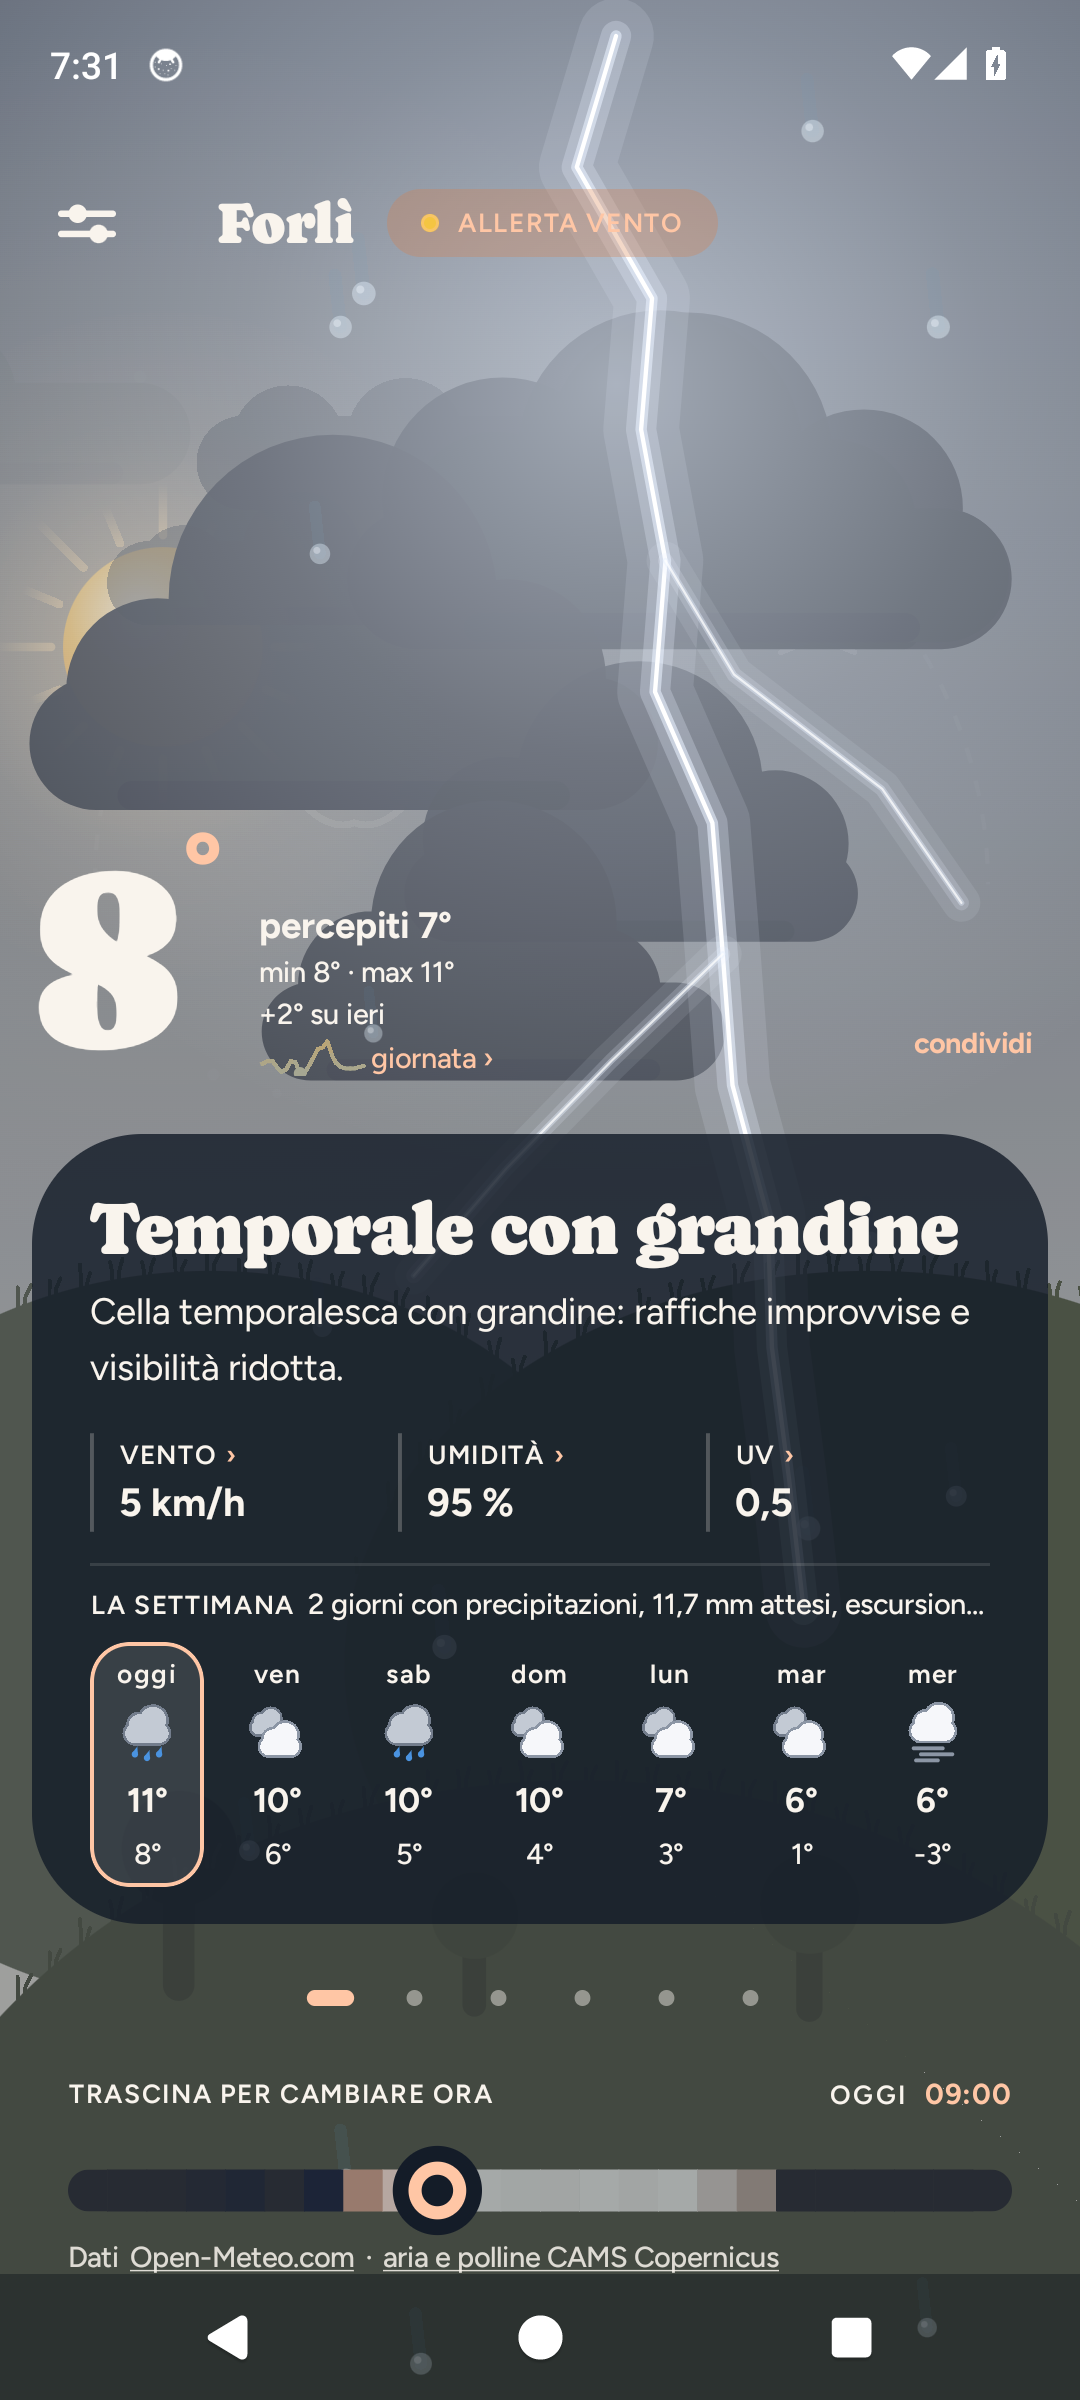 7:31
Forlì
ALLERTA VENTO
8°
percepiti 7°
min 8° · max 11°
+2° su ieri
giornata ›
condividi
Temporale con grandine
Cella temporalesca con grandine: raffiche improvvise e
visibilità ridotta.
VENTO › UMIDITÀ › UV ›
5 km/h 95 % 0,5
LA SETTIMANA 2 giorni con precipitazioni, 11,7 mm attesi, escursion...
oggi ven sab dom lun mar mer
11° 10° 10° 10° 7° 6° 6°
8° 6° 5° 4° 3° 1° -3°
TRASCINA PER CAMBIARE ORA OGGI 09:00
Dati Open-Meteo.com · aria e polline CAMS Copernicus